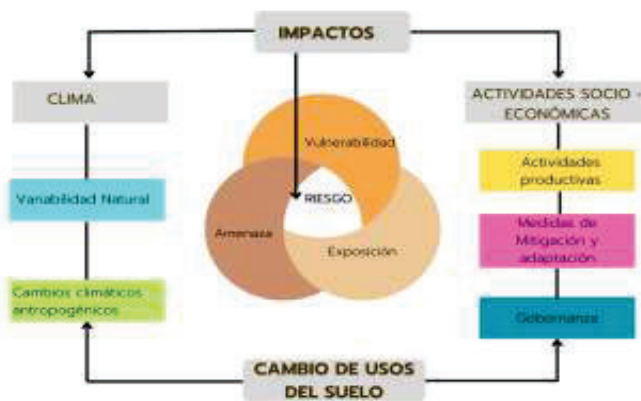 IMPACTOS
CLIMA
Variabilidad Natural
Cambios climáticos
antropogénicos
Vulnerabilidad
RIESGO
Amenaza
Exposición
ACTIVIDADES SOCIO -
ECONÓMICAS
Actividades
productivas
Medidas de
Mitigación y
adaptación
Gobernanza
CAMBIO DE USOS
DEL SUELO